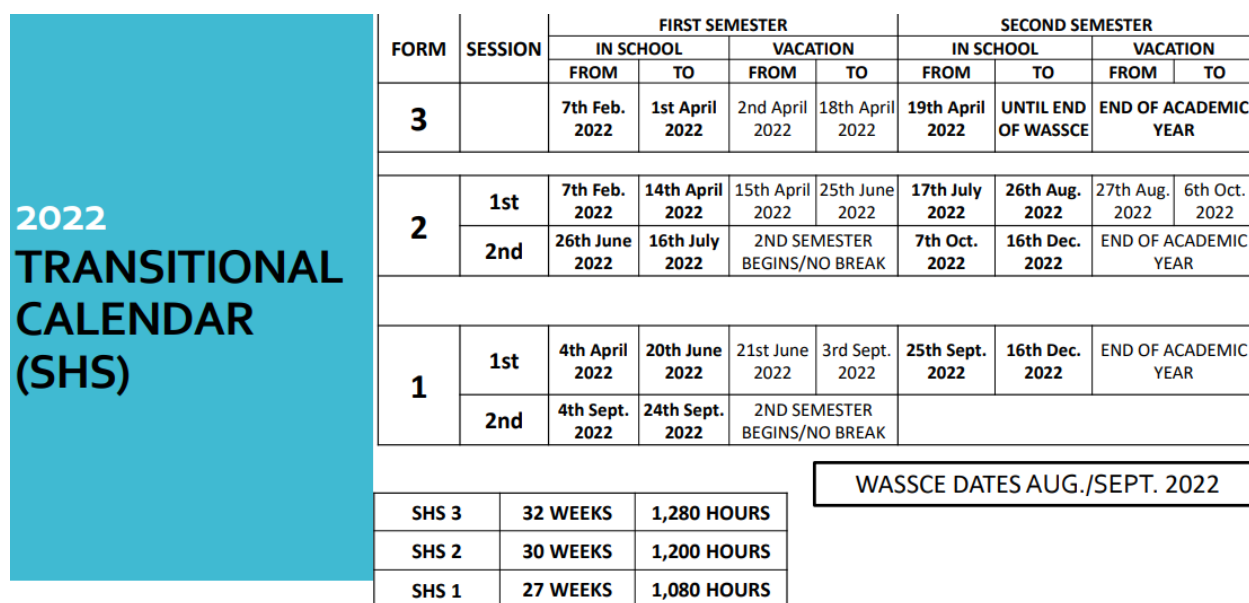 2022
TRANSITIONAL
CALENDAR
(SHS)
FORM SESSION FIRST SEMESTER SECOND SEMESTER
IN SCHOOL VACATION IN SCHOOL VACATION
FROM TO FROM TO FROM TO FROM TO
3 7th Feb. 2022 1st April 2022 2nd April 2022 18th April 2022 19th April 2022 UNTIL END OF WASSCE END OF ACADEMIC YEAR
2 1st 7th Feb. 2022 14th April 2022 15th April 2022 25th June 2022 17th July 2022 26th Aug. 2022 27th Aug. 2022 6th Oct. 2022
2nd 26th June 2022 16th July 2022 2ND SEMESTER BEGINS/NO BREAK 7th Oct. 2022 16th Dec. 2022 END OF ACADEMIC YEAR
1 1st 4th April 2022 20th June 2022 21st June 2022 3rd Sept. 2022 25th Sept. 2022 16th Dec. 2022 END OF ACADEMIC YEAR
2nd 4th Sept. 2022 24th Sept. 2022 2ND SEMESTER BEGINS/NO BREAK
WASSCE DATES AUG./SEPT. 2022
SHS 3 32 WEEKS 1,280 HOURS
SHS 2 30 WEEKS 1,200 HOURS
SHS 1 27 WEEKS 1,080 HOURS